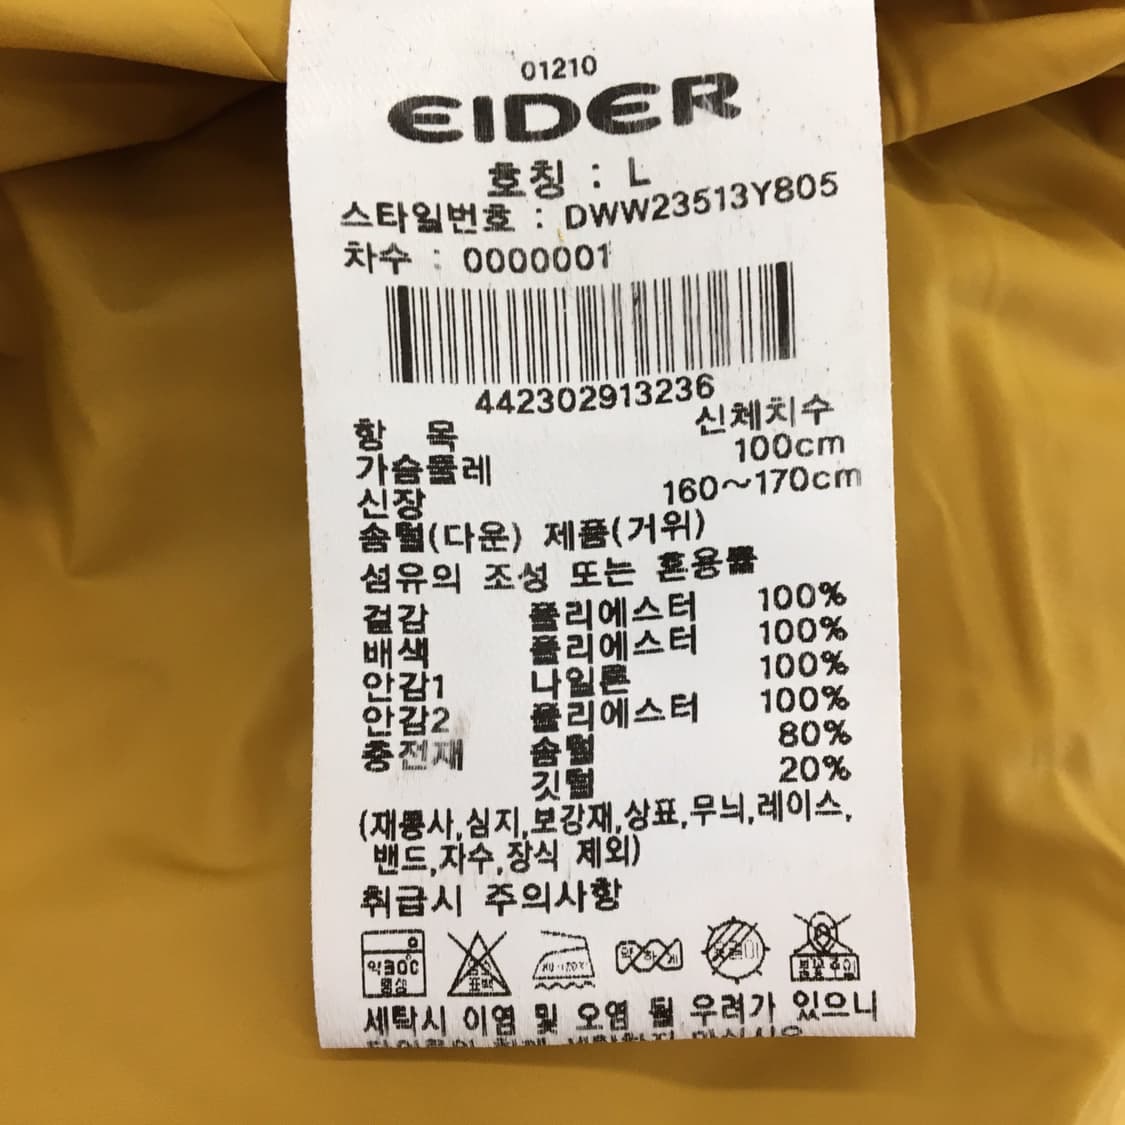 01210
EIDER
호칭 : L
스타일번호 : DWW23513Y805
차수 : 0000001
442302913236
항 목 신체치수
가슴둘레 100cm
신장 160~170cm
솜털(다운) 제품(거위)
섬유의 조성 또는 혼용률
겉감 폴리에스터 100%
배색 폴리에스터 100%
안감1 나일론 100%
안감2 폴리에스터 100%
충전재 솜털 80%
깃털 20%
(재봉사,심지,보강재,상표,무늬,레이스,
밴드,자수,장식 제외)
취급시 주의사항
약30℃
중성
세탁시 이염 및 오염 될 우려가 있으니